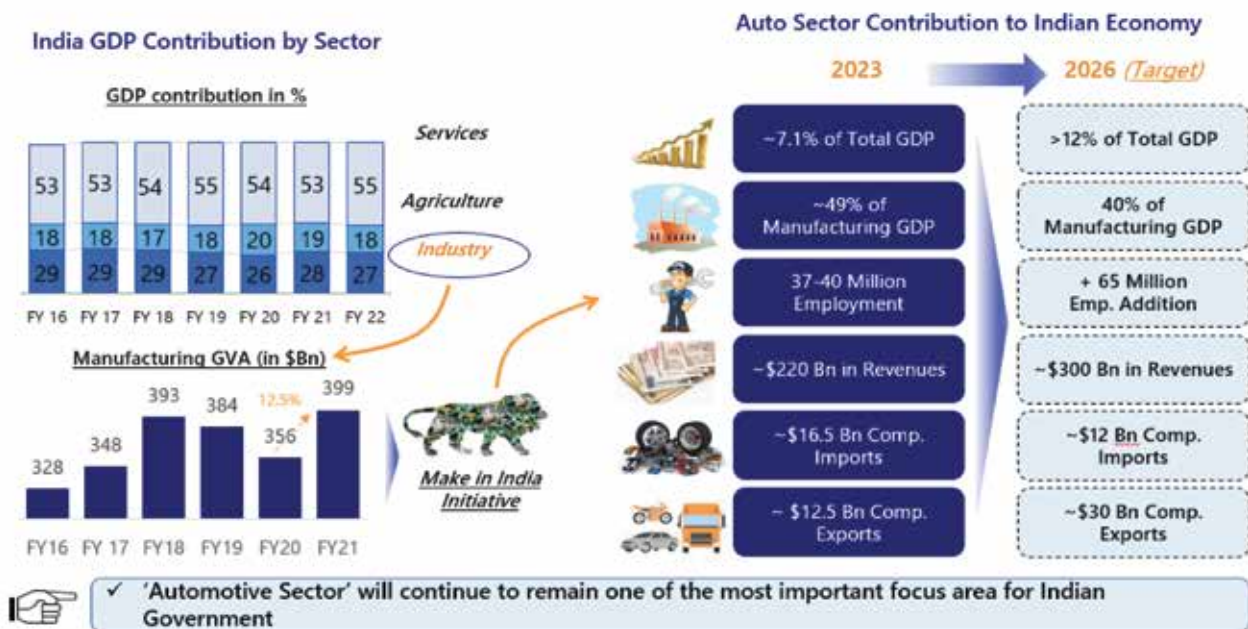 India GDP Contribution by Sector
GDP contribution in %
Services
Agriculture
Industry
53 53 54 55 54 53 55
18 18 17 18 20 19 18
29 29 29 27 26 28 27
FY 16 FY 17 FY 18 FY 19 FY 20 FY 21 FY 22
Manufacturing GVA (in $Bn)
328 348 393 384 356 399
12.5%
FY16 FY 17 FY18 FY19 FY20 FY21
Make in India
Initiative
Auto Sector Contribution to Indian Economy
2023
2026 (Target)
~7.1% of Total GDP
>12% of Total GDP
~49% of
Manufacturing GDP
40% of
Manufacturing GDP
37-40 Million
Employment
+ 65 Million
Emp. Addition
~$220 Bn in Revenues
~$300 Bn in Revenues
~$16.5 Bn Comp.
Imports
~$12 Bn Comp.
Imports
~ $12.5 Bn Comp.
Exports
~$30 Bn Comp.
Exports
✓ 'Automotive Sector' will continue to remain one of the most important focus area for Indian
Government